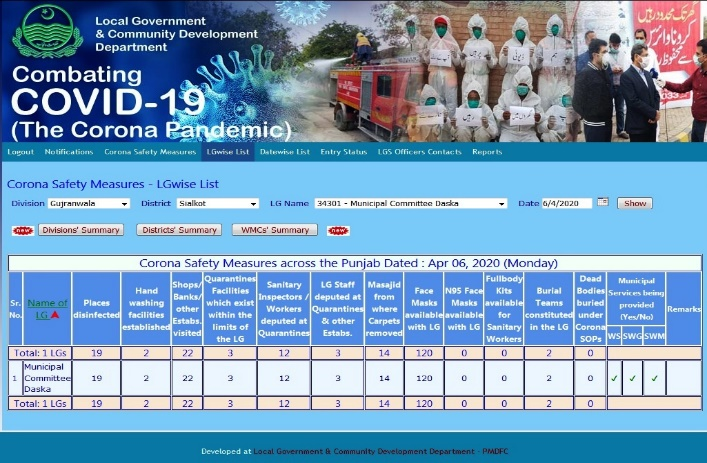 Local Government
& Community Development
Department
Combating
COVID-19
(The Corona Pandemic)
Logout Notifications Corona Safety Measures LGwise List Datewise List Entry Status LGS Officers Contacts Reports
Corona Safety Measures - LGwise List
Division Gujranwala District Sialkot LG Name 34301 - Municipal Committee Daska Date 6/4/2020 Show
new Divisions' Summary Districts' Summary WMCs' Summary new
Corona Safety Measures across the Punjab Dated : Apr 06, 2020 (Monday)
Sr. No. Name of LG Places disinfected Hand washing facilities established Shops/ Banks/ other Estabs. visited Quarantines Facilities which exist within the limits of the LG Sanitary Inspectors / Workers deputed at Quarantines LG Staff deputed at Quarantines & other Estabs. Masajid from where Carpets removed Face Masks available with LG N95 Face Masks available with LG Fullbody Kits available for Sanitary Workers Burial Teams constituted in the LG Dead Bodies buried under Corona SOPs Municipal Services being provided (Yes/No) Remarks
WS SWG SWM
Total: 1 LGs 19 2 22 3 12 3 14 120 0 0 2 0
1 Municipal Committee Daska 19 2 22 3 12 3 14 120 0 0 2 0 ✓ ✓ ✓
Total: 1 LGs 19 2 22 3 12 3 14 120 0 0 2 0
Developed at Local Government & Community Development Department - PMDFC